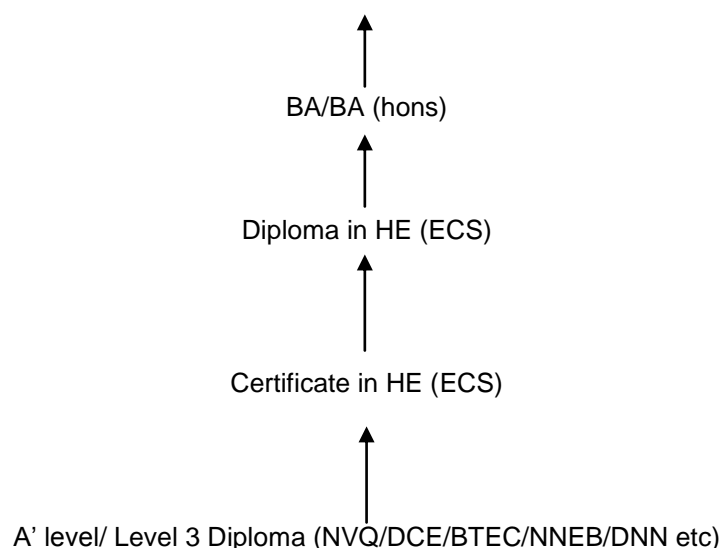 BA/BA (hons)
Diploma in HE (ECS)
Certificate in HE (ECS)
A’ level/ Level 3 Diploma (NVQ/DCE/BTEC/NNEB/DNN etc)